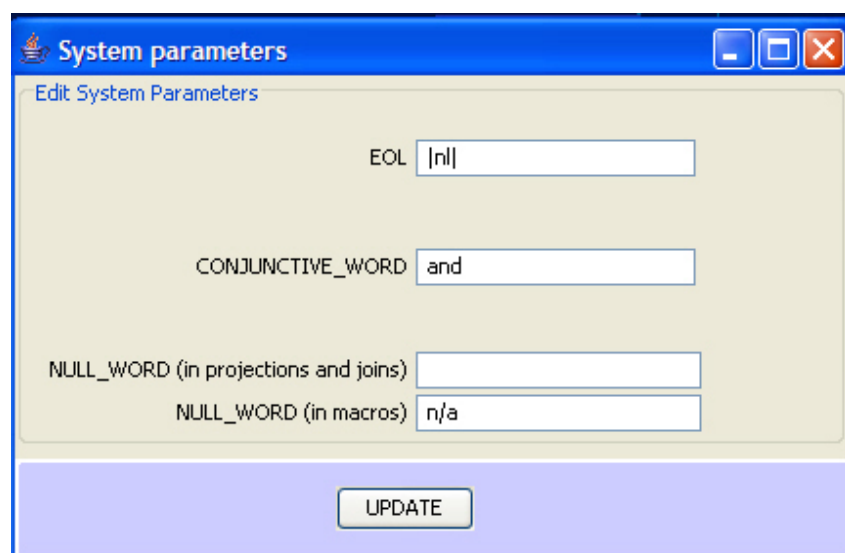 System parameters
Edit System Parameters
EOL |nl|
CONJUNCTIVE_WORD and
NULL_WORD (in projections and joins)
NULL_WORD (in macros) n/a
UPDATE